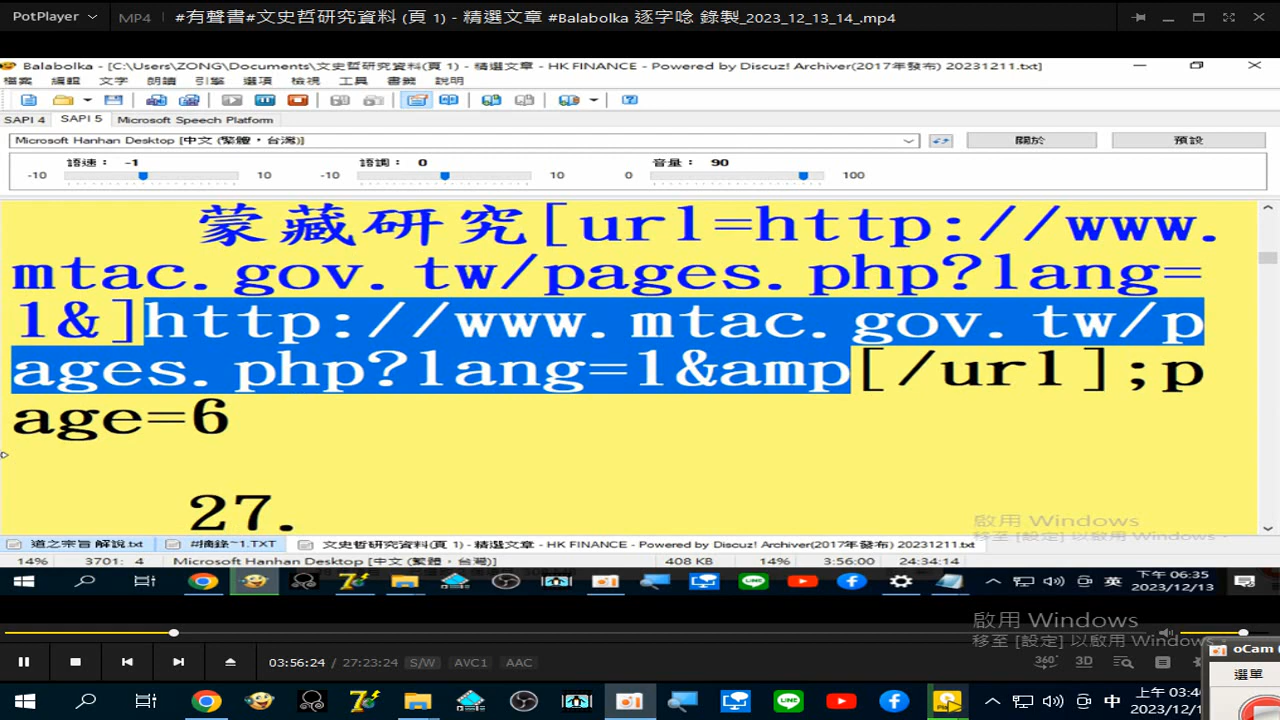 PotPlayer MP4 #有聲書#文史哲研究資料 (頁 1) - 精選文章 #Balabolka 逐字唸 錄製_2023_12_13_14_.mp4
Balabolka - [C:\Users\ZONG\Documents\文史哲研究資料(頁 1) - 精選文章 - HK FINANCE - Powered by Discuz! Archiver(2017年發布) 20231211.txt]
檔案 編輯 文字 朗讀 引擎 選項 檢視 工具 書籤 說明
SAPI 4 SAPI 5 Microsoft Speech Platform
Microsoft Hanhan Desktop [中文 (繁體，台灣)] 關於 預設
語速： -1 語調： 0 音量： 90
-10 10 -10 10 0 100
蒙藏研究[url=http://www.
mtac.gov.tw/pages.php?lang=
1&]http://www.mtac.gov.tw/p
ages.php?lang=1&amp[/url];p
age=6
27.
啟用 Windows
移至 [設定] 以啟用 Windows。
道之宗旨 解說.txt #摘錄~1.TXT 文史哲研究資料(頁 1) - 精選文章 - HK FINANCE - Powered by Discuz! Archiver(2017年發布) 20231211.txt
14% 3701: 4 Microsoft Hanhan Desktop [中文 (繁體，台灣)] 408 KB 14% 3:56:00 24:34:14
英 下午 06:35
2023/12/13
啟用 Windows
移至 [設定] 以啟用 Windows。
oCam
03:56:24 / 27:23:24 S/W AVC1 AAC 360° 3D
選單
中 上午 03:4
2023/12/1